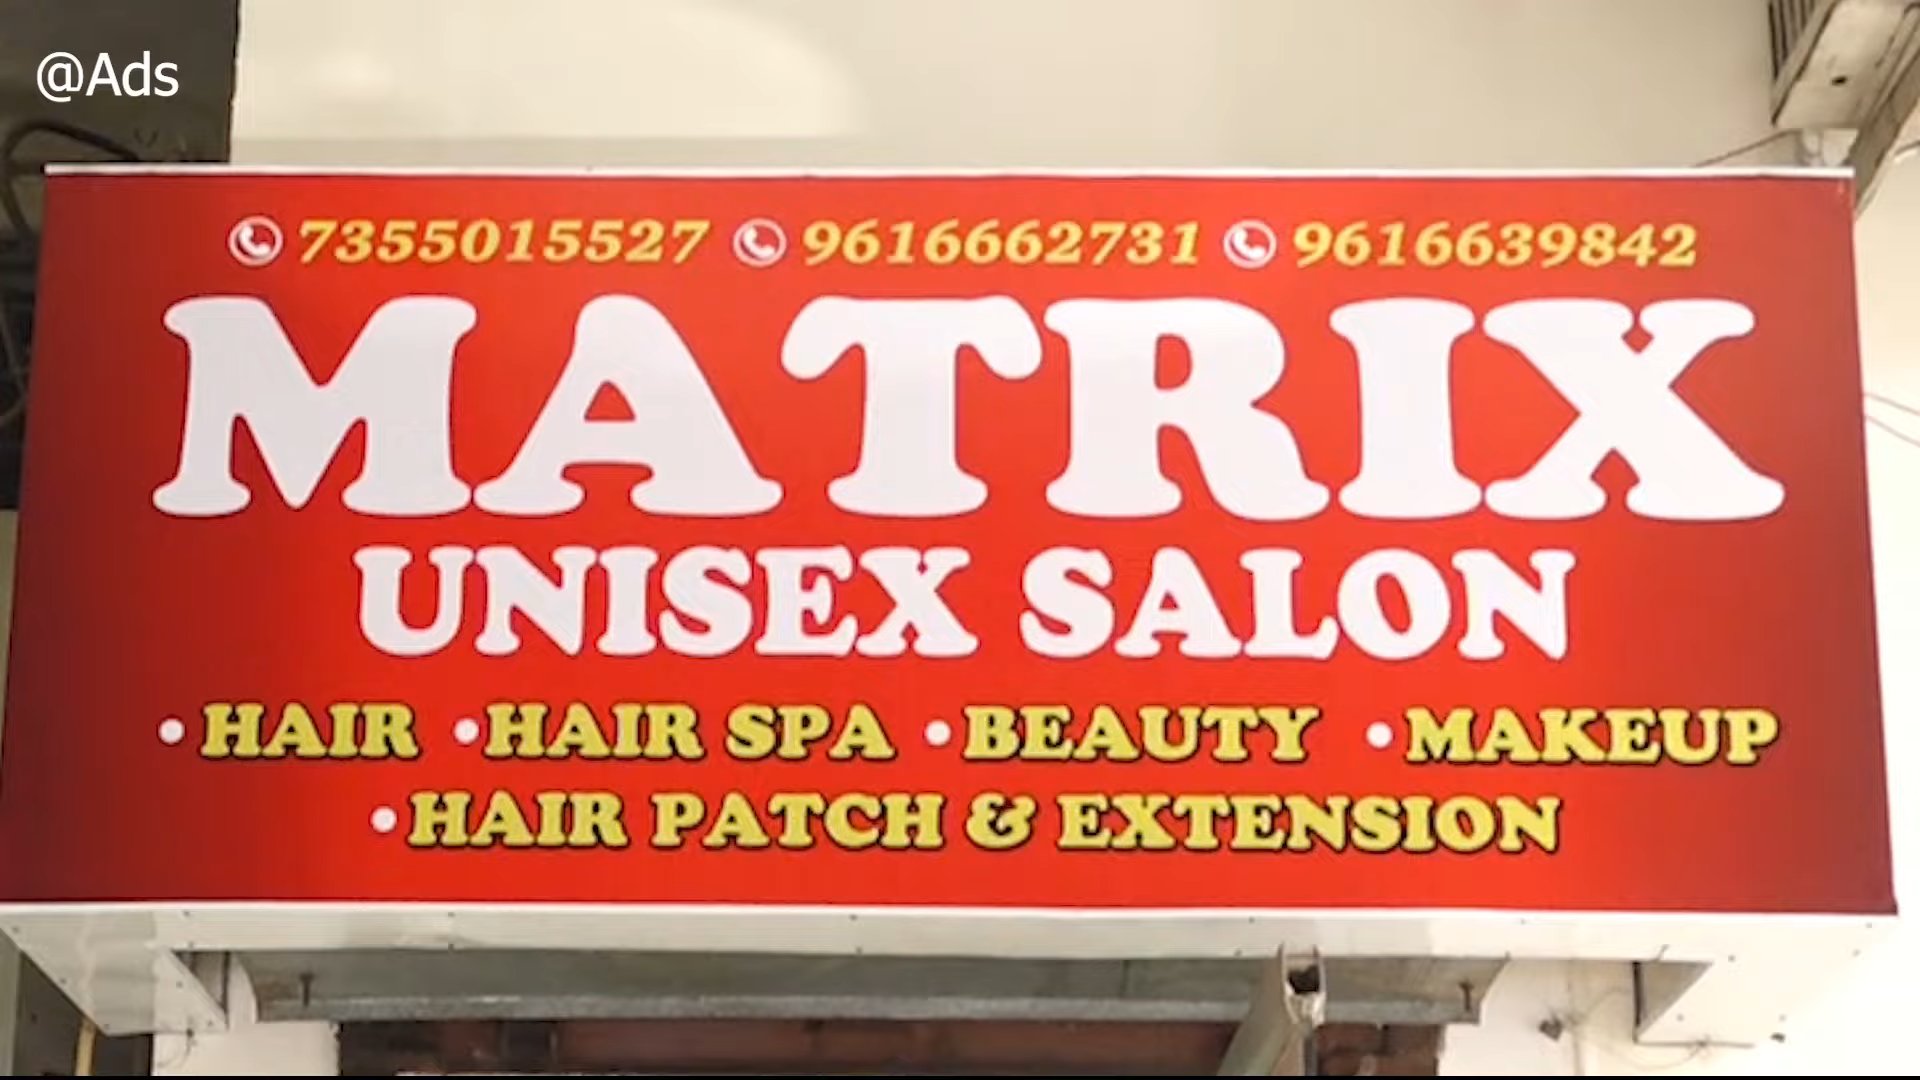 @Ads
7355015527 9616662731 9616639842
MATRIX
UNISEX SALON
• HAIR • HAIR SPA • BEAUTY • MAKEUP
• HAIR PATCH & EXTENSION